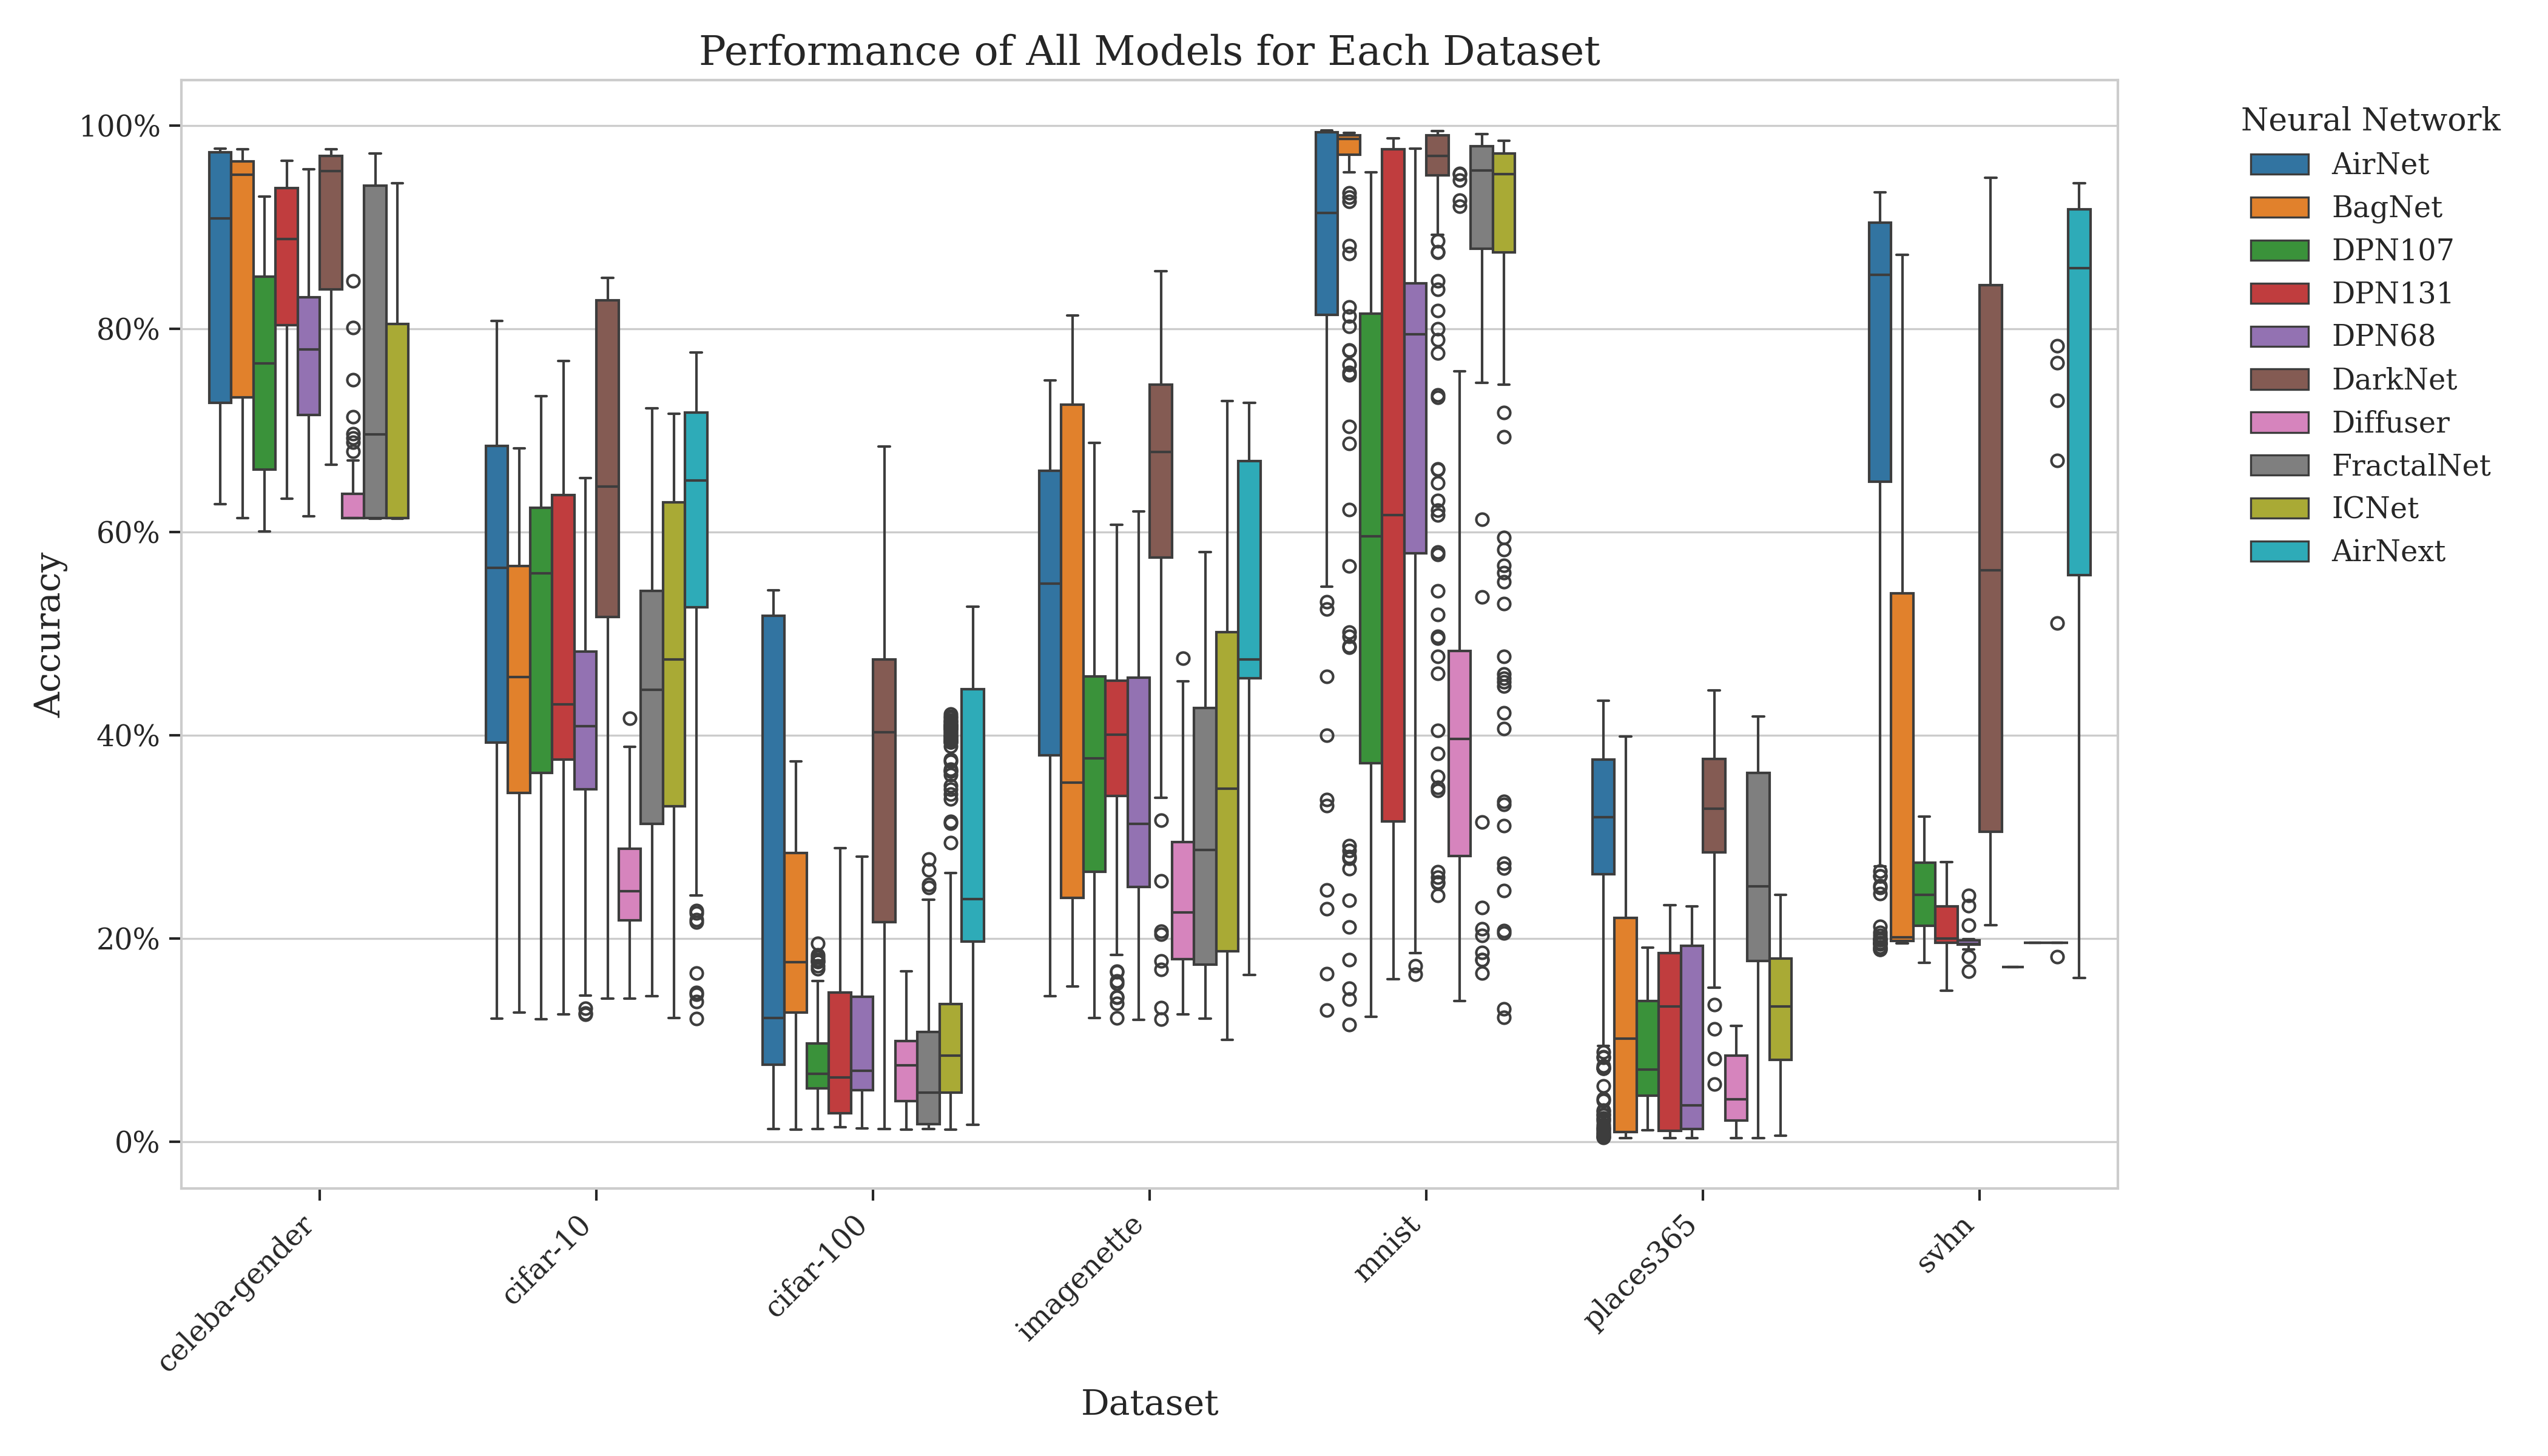 Performance of All Models for Each Dataset
Accuracy
100%
80%
60%
40%
20%
0%
celeba-gender
cifar-10
cifar-100
imagenette
mnist
places365
svhn
Dataset
Neural Network
AirNet
BagNet
DPN107
DPN131
DPN68
DarkNet
Diffuser
FractalNet
ICNet
AirNext